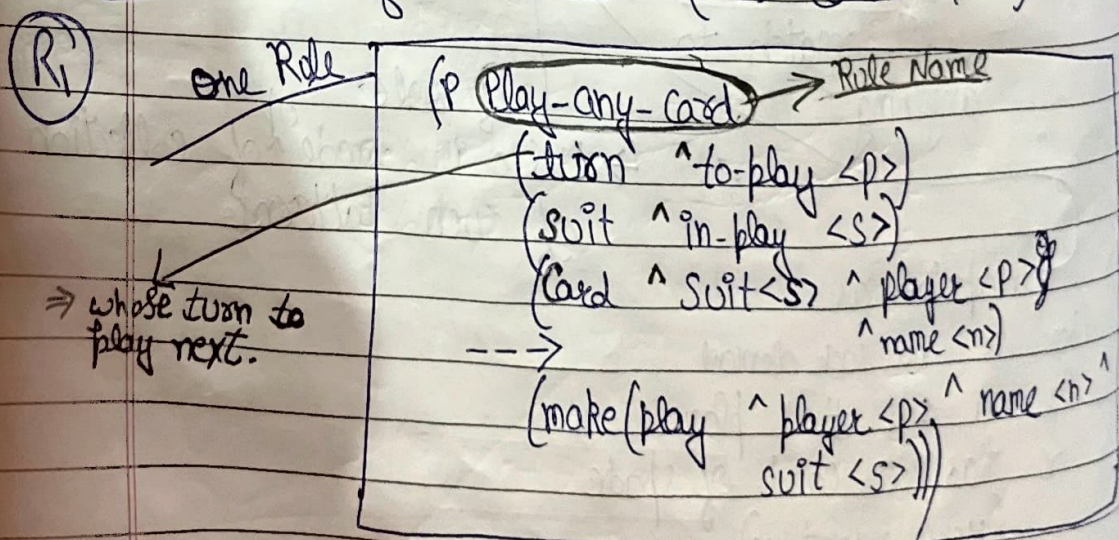 R1
one Rule
(P Play-any-Card → Rule Name
(turn ^to-play <p>)
(suit ^in-play <s>)
(Card ^ Suit<s> ^ player <p>
^name <n>)
--->
(make(play ^ player <p> ^ name <n> ^
suit <s>)))
⇒ whose turn to
play next.